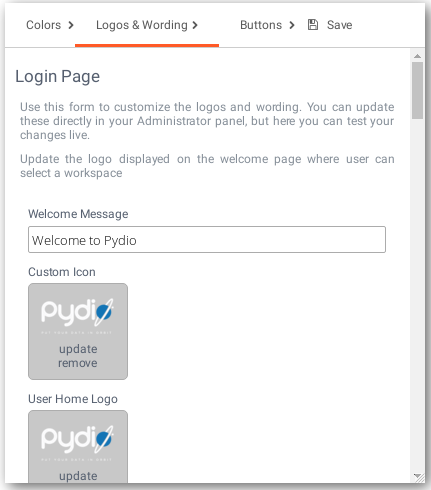 Colors
Logos & Wording
Buttons
Save
Login Page
Use this form to customize the logos and wording. You can update
these directly in your Administrator panel, but here you can test your
changes live.
Update the logo displayed on the welcome page where user can
select a workspace
Welcome Message
Welcome to Pydio
Custom Icon
pydio
update
remove
User Home Logo
pydio
update